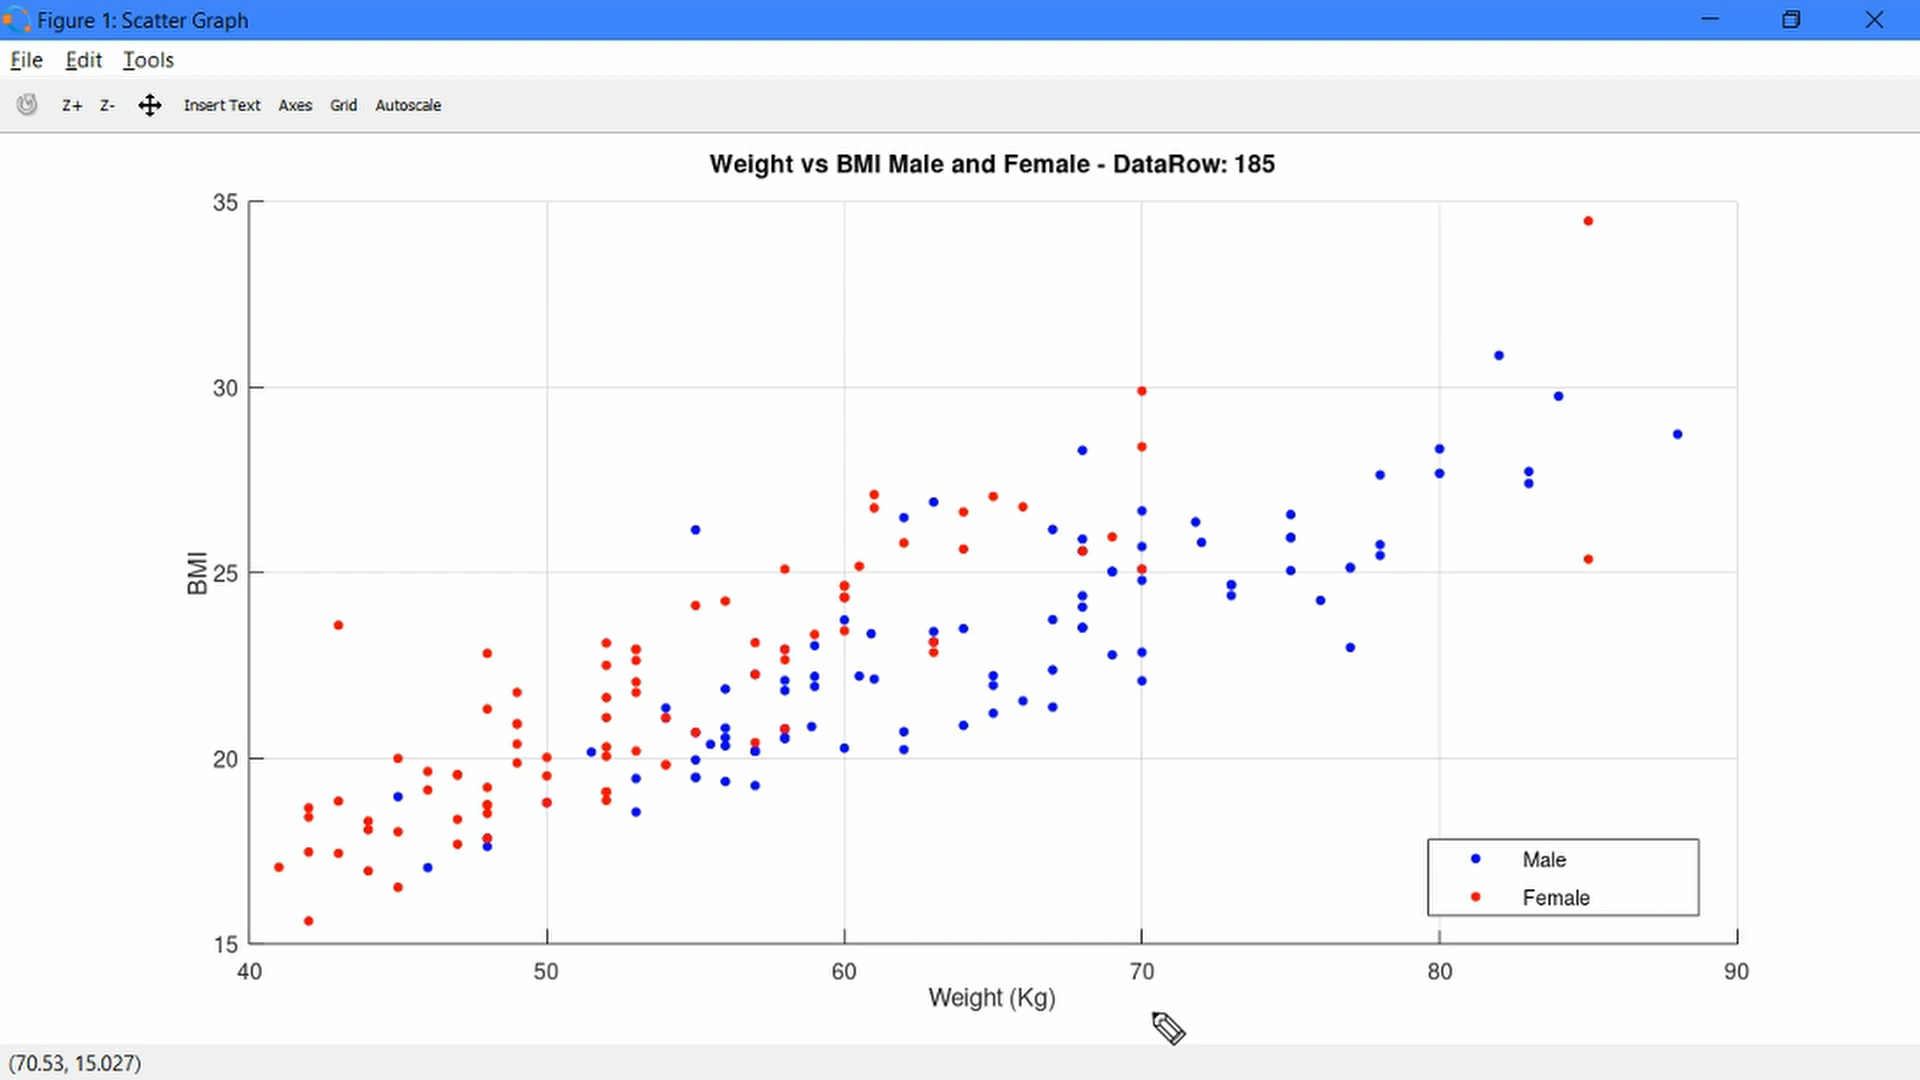 Figure 1: Scatter Graph
File Edit Tools
Z+ Z- Insert Text Axes Grid Autoscale
Weight vs BMI Male and Female - DataRow: 185
35
30
25
20
15
BMI
40 50 60 70 80 90
Weight (Kg)
Male
Female
(70.53, 15.027)